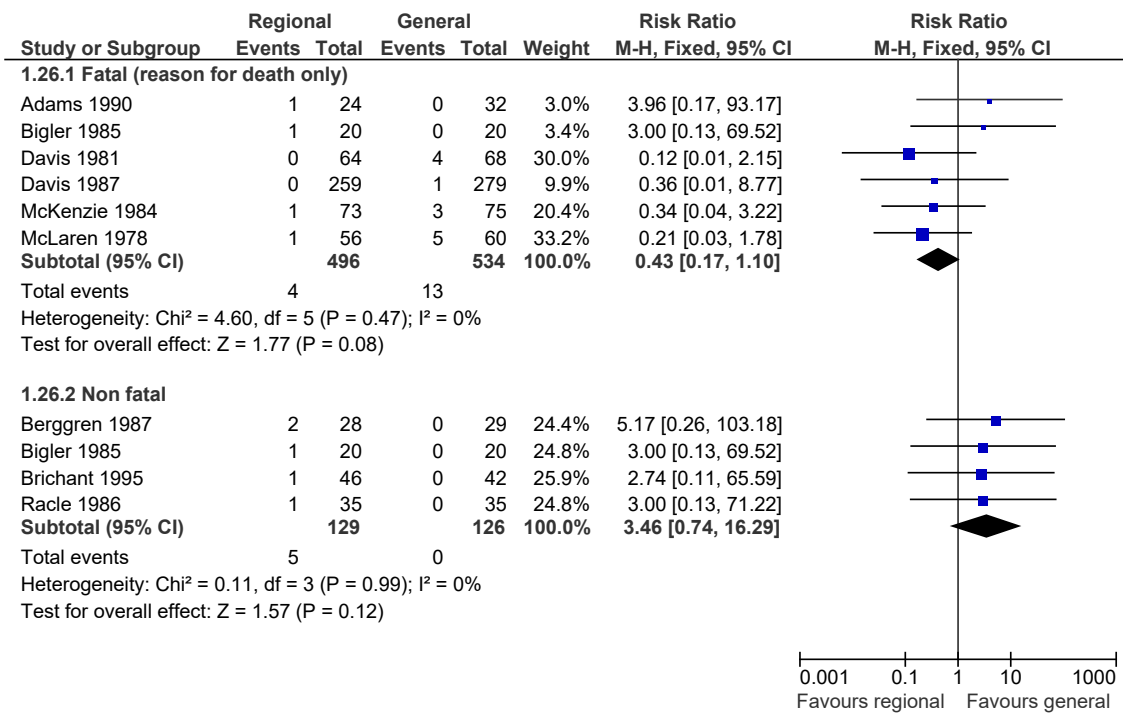 Regional General Risk Ratio Risk Ratio
Study or Subgroup Events Total Events Total Weight M-H, Fixed, 95% CI M-H, Fixed, 95% CI
1.26.1 Fatal (reason for death only)
Adams 1990 1 24 0 32 3.0% 3.96 [0.17, 93.17]
Bigler 1985 1 20 0 20 3.4% 3.00 [0.13, 69.52]
Davis 1981 0 64 4 68 30.0% 0.12 [0.01, 2.15]
Davis 1987 0 259 1 279 9.9% 0.36 [0.01, 8.77]
McKenzie 1984 1 73 3 75 20.4% 0.34 [0.04, 3.22]
McLaren 1978 1 56 5 60 33.2% 0.21 [0.03, 1.78]
Subtotal (95% CI) 496 534 100.0% 0.43 [0.17, 1.10]
Total events 4 13
Heterogeneity: Chi² = 4.60, df = 5 (P = 0.47); I² = 0%
Test for overall effect: Z = 1.77 (P = 0.08)
1.26.2 Non fatal
Berggren 1987 2 28 0 29 24.4% 5.17 [0.26, 103.18]
Bigler 1985 1 20 0 20 24.8% 3.00 [0.13, 69.52]
Brichant 1995 1 46 0 42 25.9% 2.74 [0.11, 65.59]
Racle 1986 1 35 0 35 24.8% 3.00 [0.13, 71.22]
Subtotal (95% CI) 129 126 100.0% 3.46 [0.74, 16.29]
Total events 5 0
Heterogeneity: Chi² = 0.11, df = 3 (P = 0.99); I² = 0%
Test for overall effect: Z = 1.57 (P = 0.12)
0.001 0.1 1 10 1000
Favours regional Favours general